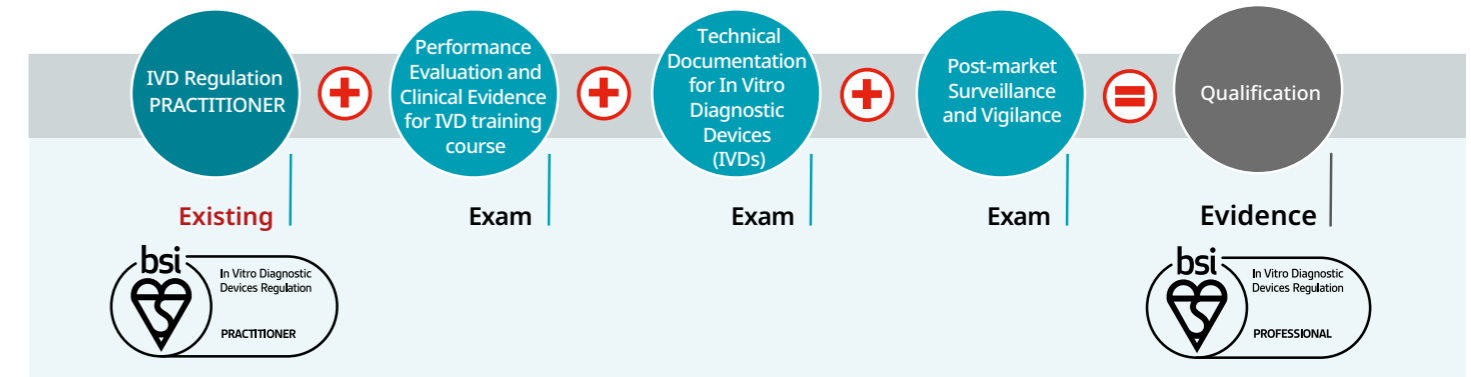 IVD Regulation
PRACTITIONER
Performance
Evaluation and
Clinical Evidence
for IVD training
course
Technical
Documentation
for In Vitro
Diagnostic
Devices
(IVDs)
Post-market
Surveillance
and Vigilance
Qualification
Existing
Exam
Exam
Exam
Evidence
bsi
In Vitro Diagnostic
Devices Regulation
PRACTITIONER
bsi
In Vitro Diagnostic
Devices Regulation
PROFESSIONAL